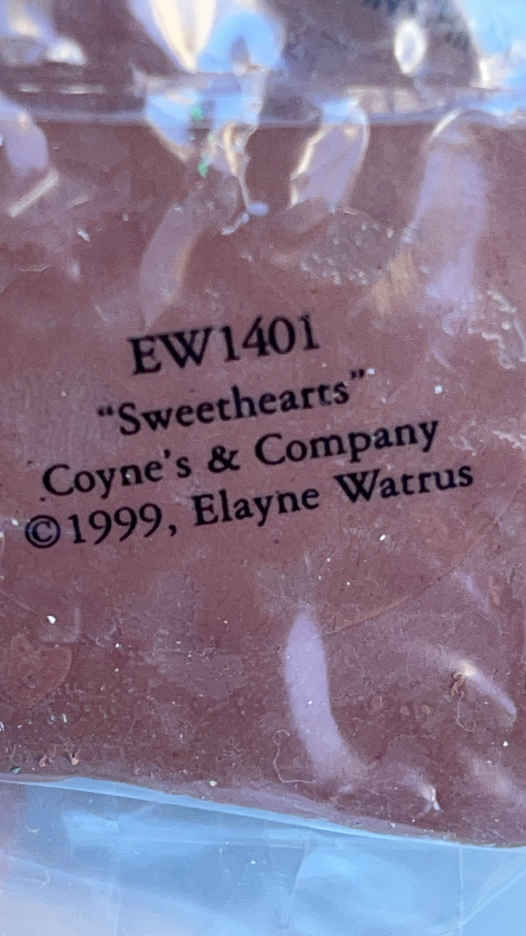 EW1401
“Sweethearts”
Coyne's & Company
©1999, Elayne Watrus